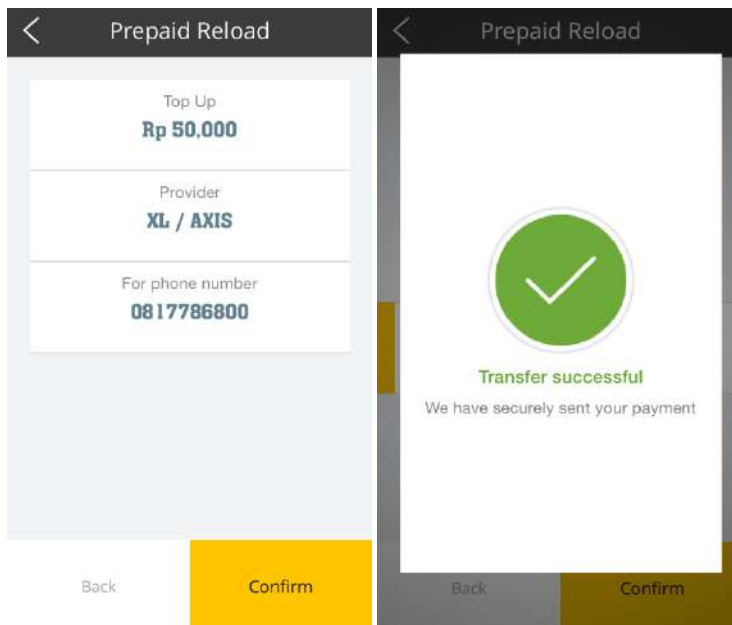 Prepaid Reload
Top Up
Rp 50,000
Provider
XL / AXIS
For phone number
0817786800
Back
Confirm
Prepaid Reload
Transfer successful
We have securely sent your payment
Back
Confirm